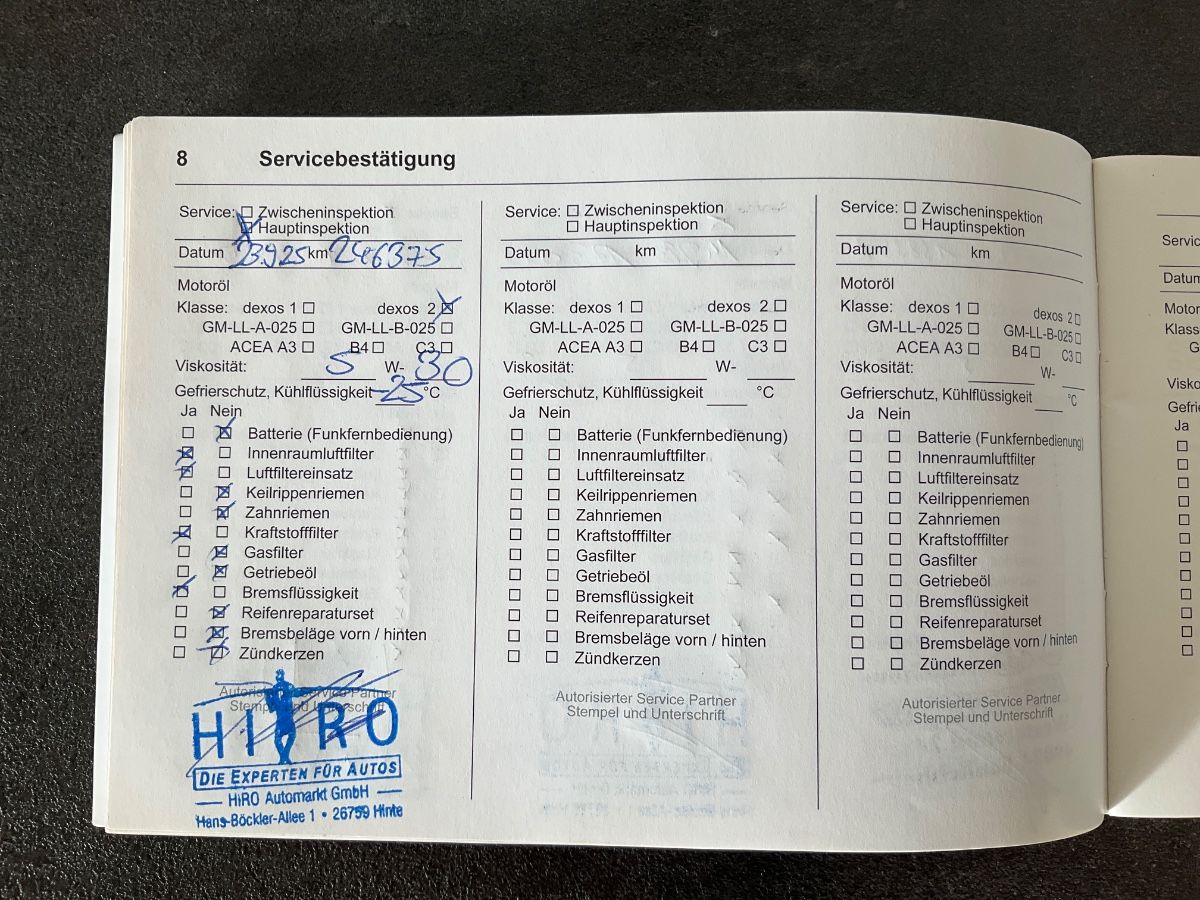 8 Servicebestätigung
Service: ☐ Zwischeninspektion
☒ Hauptinspektion
Datum 23.9.25 km 246375
Motoröl
Klasse: dexos 1 ☐ dexos 2 ☒
GM-LL-A-025 ☐ GM-LL-B-025 ☐
ACEA A3 ☐ B4 ☐ C3 ☐
Viskosität: 5 W- 30
Gefrierschutz, Kühlflüssigkeit -25 °C
Ja Nein
☐ ☒ Batterie (Funkfernbedienung)
☒ ☐ Innenraumluftfilter
☒ ☐ Luftfiltereinsatz
☐ ☒ Keilrippenriemen
☐ ☒ Zahnriemen
☒ ☐ Kraftstofffilter
☐ ☒ Gasfilter
☐ ☒ Getriebeöl
☒ ☐ Bremsflüssigkeit
☐ ☒ Reifenreparaturset
☐ ☒ Bremsbeläge vorn / hinten
☐ ☒ Zündkerzen
Autorisierter Service Partner
Stempel und Unterschrift
HIRO
DIE EXPERTEN FÜR AUTOS
HIRO Automarkt GmbH
Hans-Böckler-Allee 1 • 26759 Hinte
Service: ☐ Zwischeninspektion
☐ Hauptinspektion
Datum km
Motoröl
Klasse: dexos 1 ☐ dexos 2 ☐
GM-LL-A-025 ☐ GM-LL-B-025 ☐
ACEA A3 ☐ B4 ☐ C3 ☐
Viskosität: W-
Gefrierschutz, Kühlflüssigkeit °C
Ja Nein
☐ ☐ Batterie (Funkfernbedienung)
☐ ☐ Innenraumluftfilter
☐ ☐ Luftfiltereinsatz
☐ ☐ Keilrippenriemen
☐ ☐ Zahnriemen
☐ ☐ Kraftstofffilter
☐ ☐ Gasfilter
☐ ☐ Getriebeöl
☐ ☐ Bremsflüssigkeit
☐ ☐ Reifenreparaturset
☐ ☐ Bremsbeläge vorn / hinten
☐ ☐ Zündkerzen
Autorisierter Service Partner
Stempel und Unterschrift
Service: ☐ Zwischeninspektion
☐ Hauptinspektion
Datum km
Motoröl
Klasse: dexos 1 ☐ dexos 2 ☐
GM-LL-A-025 ☐ GM-LL-B-025 ☐
ACEA A3 ☐ B4 ☐ C3 ☐
Viskosität: W-
Gefrierschutz, Kühlflüssigkeit °C
Ja Nein
☐ ☐ Batterie (Funkfernbedienung)
☐ ☐ Innenraumluftfilter
☐ ☐ Luftfiltereinsatz
☐ ☐ Keilrippenriemen
☐ ☐ Zahnriemen
☐ ☐ Kraftstofffilter
☐ ☐ Gasfilter
☐ ☐ Getriebeöl
☐ ☐ Bremsflüssigkeit
☐ ☐ Reifenreparaturset
☐ ☐ Bremsbeläge vorn / hinten
☐ ☐ Zündkerzen
Autorisierter Service Partner
Stempel und Unterschrift
Ja